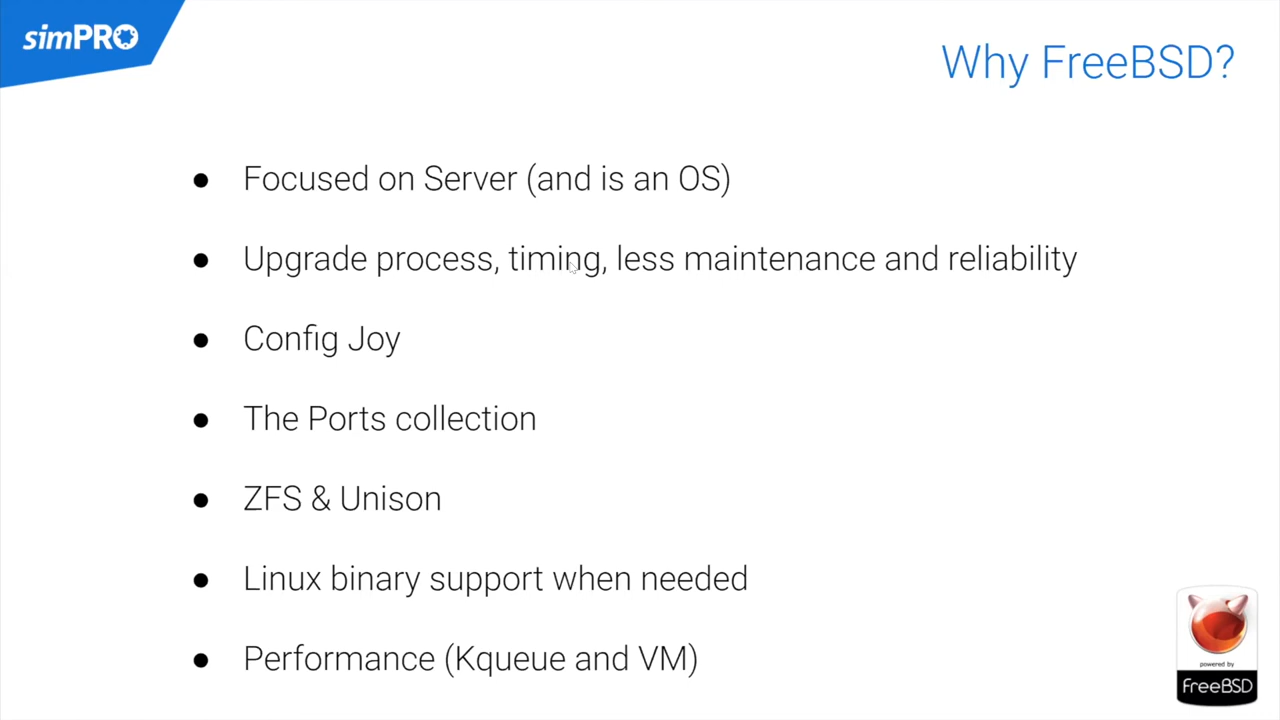 simPRO
Why FreeBSD?
● Focused on Server (and is an OS)
● Upgrade process, timing, less maintenance and reliability
● Config Joy
● The Ports collection
● ZFS & Unison
● Linux binary support when needed
● Performance (Kqueue and VM)
powered by
FreeBSD